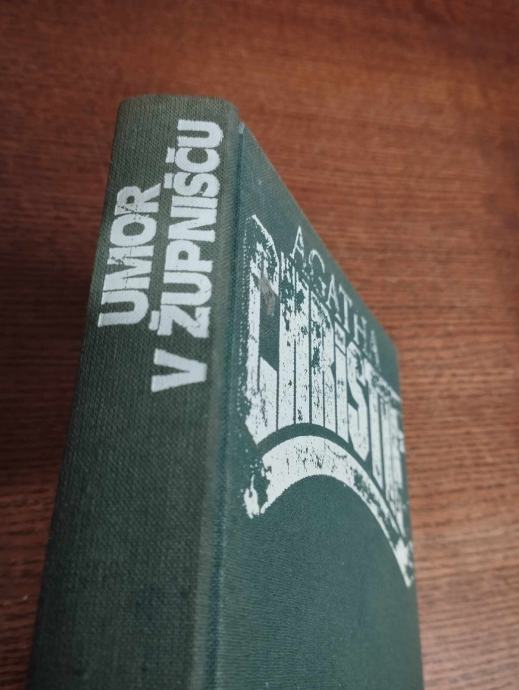 UMOR
V ŽUPNIŠČU
AGATHA
CHRISTIE